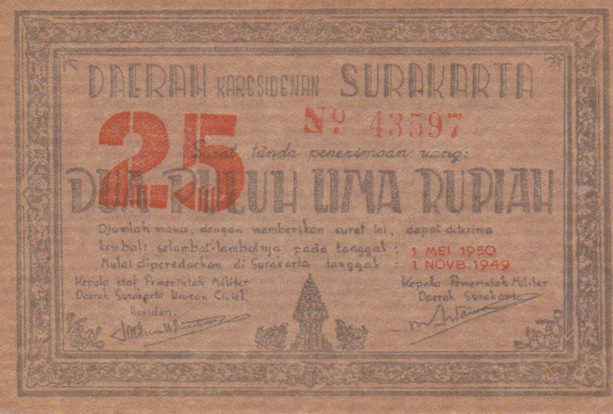 DAERAH KARESIDENAN SURAKARTA
25
No 43597
Surat tanda penerimaan uang:
DUA PULUH LIMA RUPIAH
Djumlah mana, dengan memberikan surat ini, dapat diterima
kembali selambat-lambatnja pada tanggal : 1 MEI 1950
Mulai diperedarkan di Surakarta tanggal : 1 NOVB. 1949
Kepala staf Pemerintah Militer
Daerah Surakarta Urusan Civiel.
Residen.
Kepala Pemerintah Militer
Daerah Surakarta